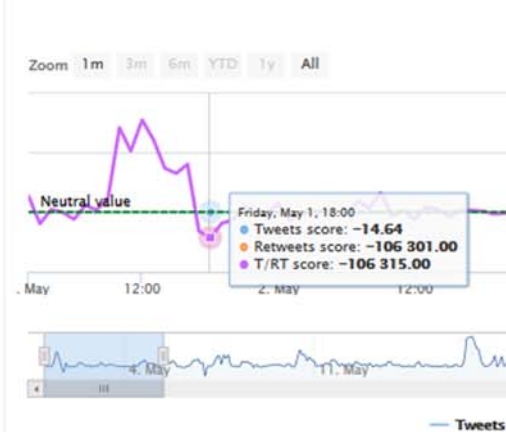 Zoom 1m 3m 6m YTD 1y All
Neutral value
Friday, May 1, 18:00
Tweets score: −14.64
Retweets score: −106 301.00
T/RT score: −106 315.00
. May 12:00 2. May 12:00
4. May 11. May
Tweets